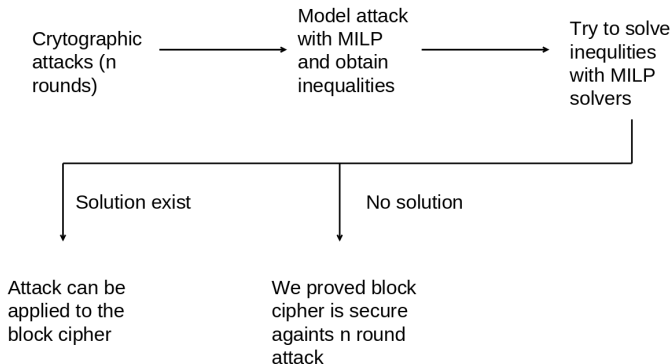 Crytographic
attacks (n
rounds)
Model attack
with MILP
and obtain
inequalities
Try to solve
inequlities
with MILP
solvers
Solution exist
No solution
Attack can be
applied to the
block cipher
We proved block
cipher is secure
againts n round
attack